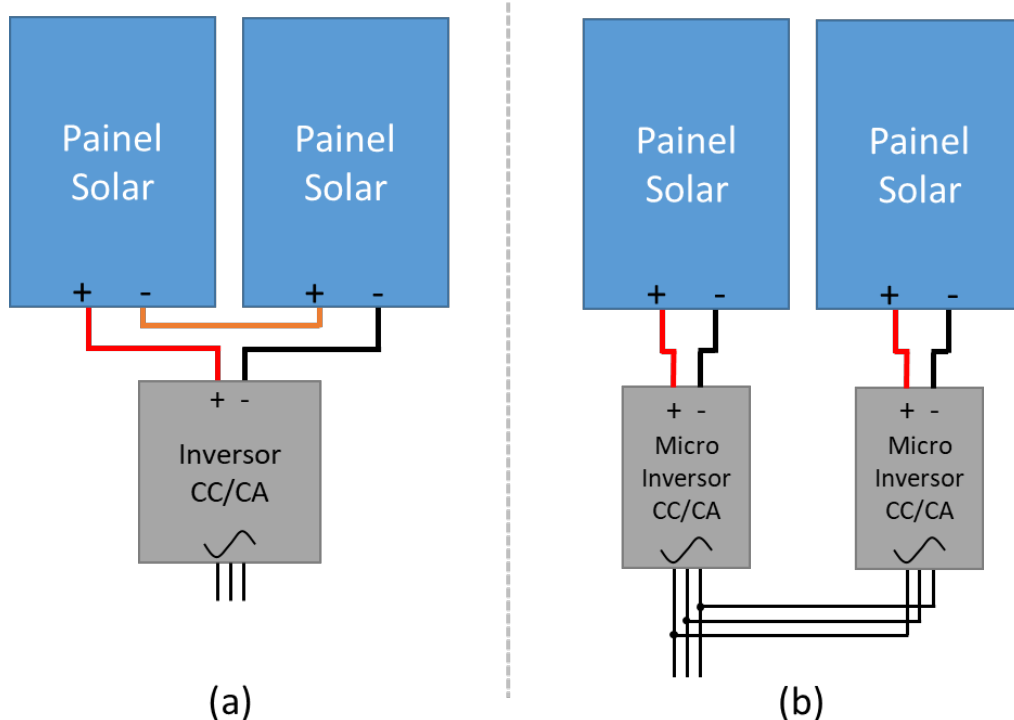 Painel
Solar
Painel
Solar
+ -
+ -
+ -
Inversor
CC/CA
(a)
Painel
Solar
Painel
Solar
+ -
+ -
+ -
Micro
Inversor
CC/CA
+ -
Micro
Inversor
CC/CA
(b)